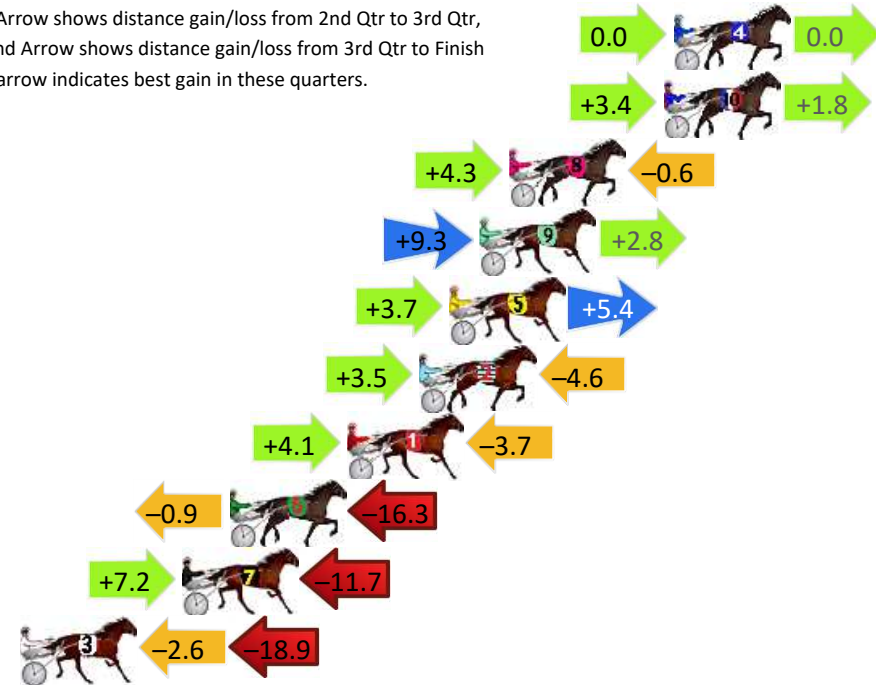 Arrow shows distance gain/loss from 2nd Qtr to 3rd Qtr,
nd Arrow shows distance gain/loss from 3rd Qtr to Finish
arrow indicates best gain in these quarters.
0.0 4 0.0
+3.4 10 +1.8
+4.3 8 –0.6
+9.3 9 +2.8
+3.7 5 +5.4
+3.5 2 –4.6
+4.1 1 –3.7
–0.9 6 –16.3
+7.2 7 –11.7
3 –2.6 –18.9